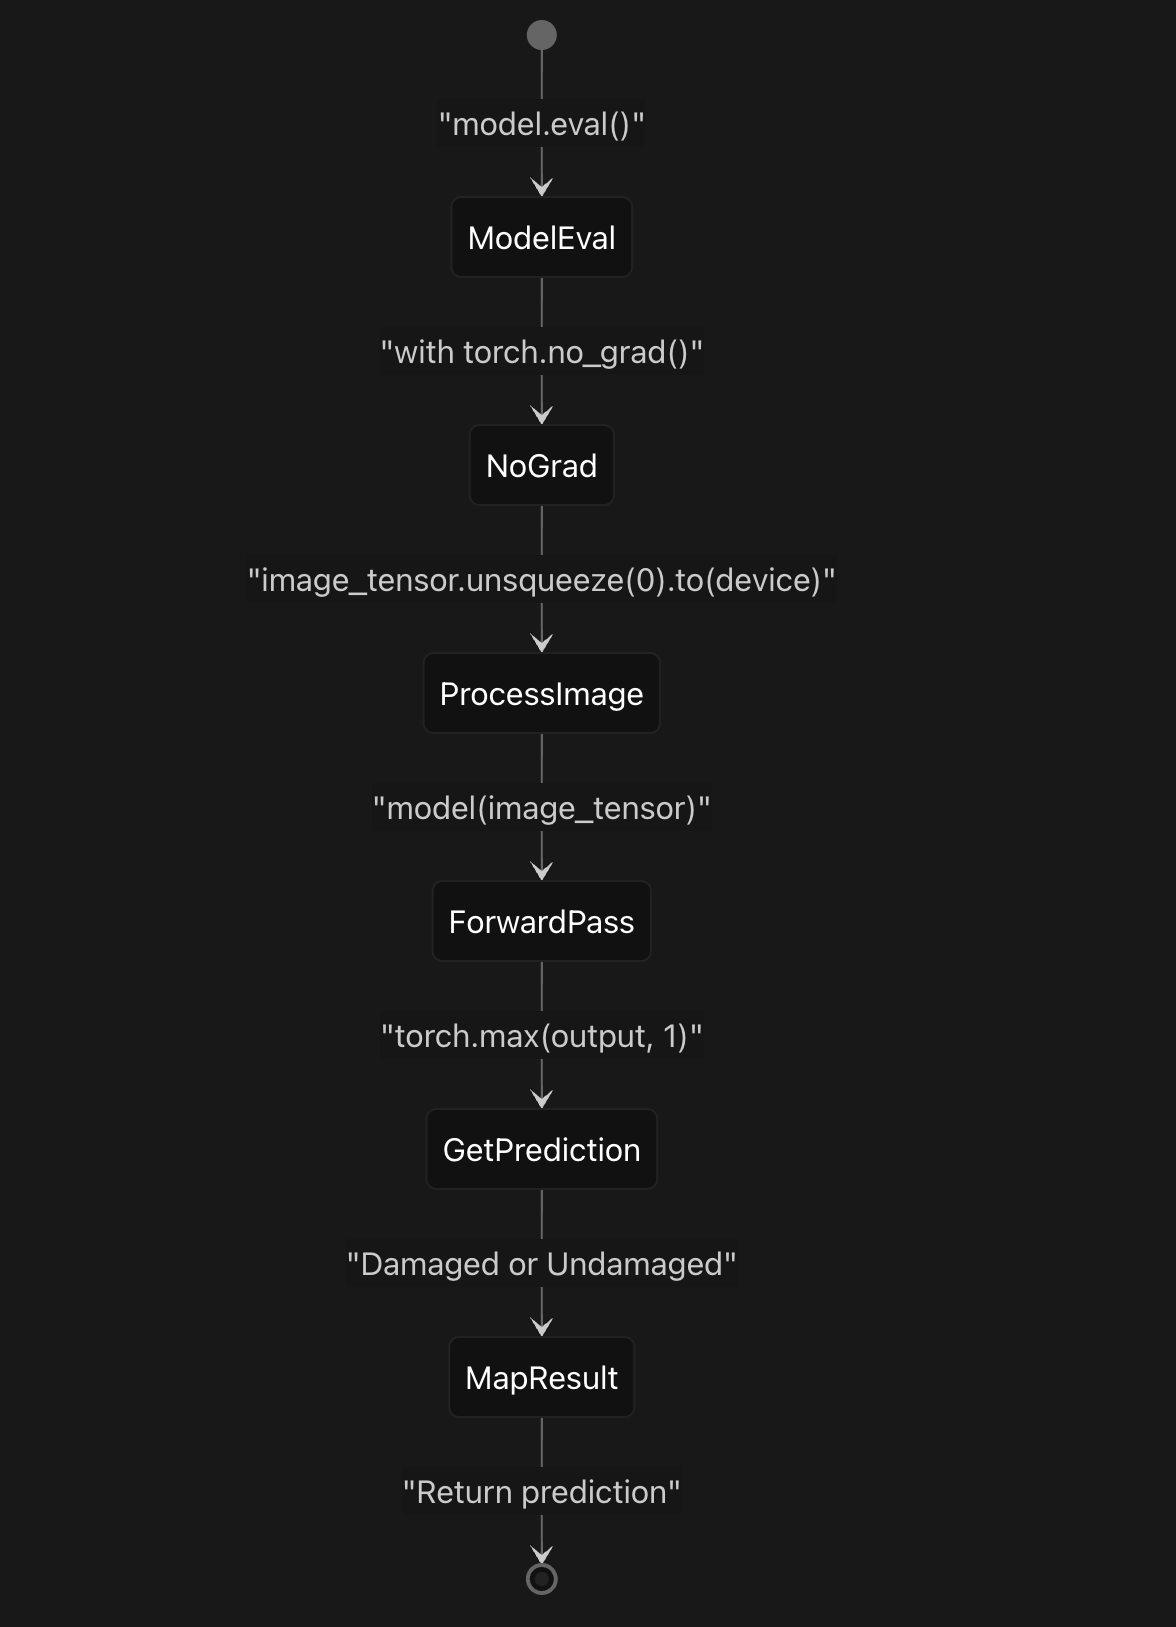 "model.eval()"
ModelEval
"with torch.no_grad()"
NoGrad
"image_tensor.unsqueeze(0).to(device)"
ProcessImage
"model(image_tensor)"
ForwardPass
"torch.max(output, 1)"
GetPrediction
"Damaged or Undamaged"
MapResult
"Return prediction"